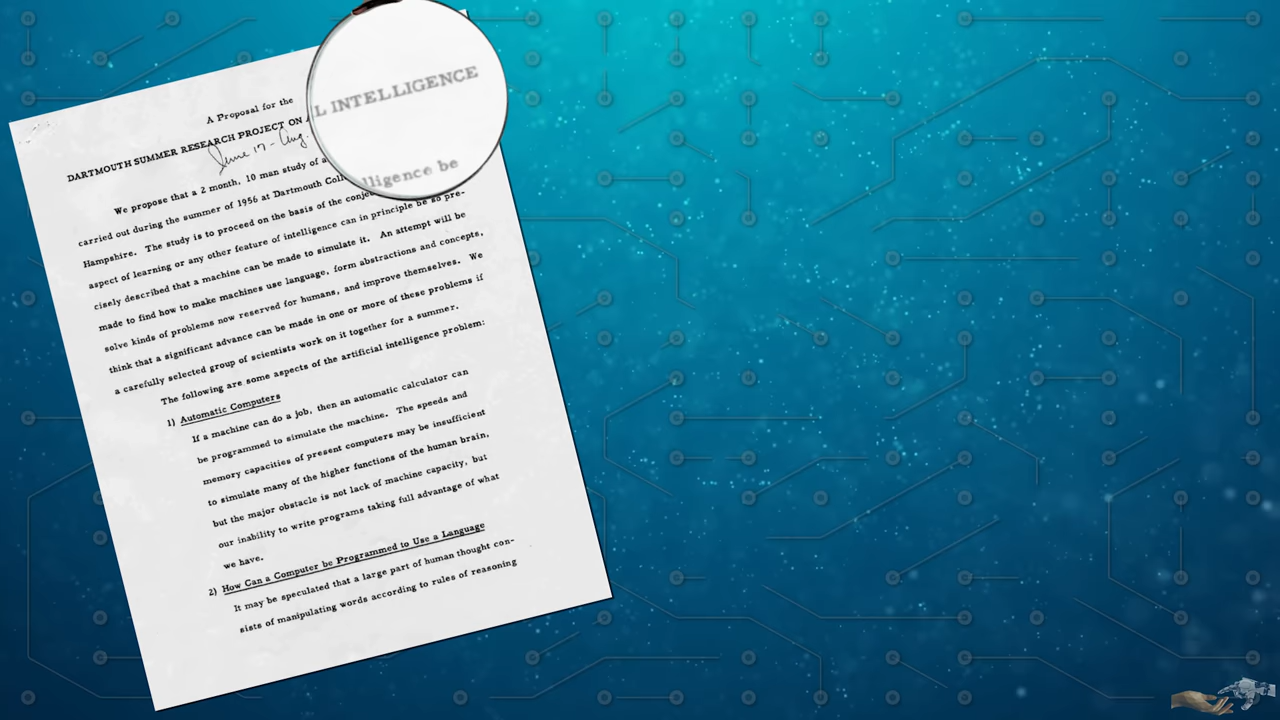 A Proposal for the
DARTMOUTH SUMMER RESEARCH PROJECT ON A
L INTELLIGENCE
June 17 - Aug.
We propose that a 2 month, 10 man study of a
lligence be
carried out during the summer of 1956 at Dartmouth Coll
Hampshire. The study is to proceed on the basis of the conjec
aspect of learning or any other feature of intelligence can in principle be so pre-
cisely described that a machine can be made to simulate it. An attempt will be
made to find how to make machines use language, form abstractions and concepts,
solve kinds of problems now reserved for humans, and improve themselves. We
think that a significant advance can be made in one or more of these problems if
a carefully selected group of scientists work on it together for a summer.
The following are some aspects of the artificial intelligence problem:
1) Automatic Computers
If a machine can do a job, then an automatic calculator can
be programmed to simulate the machine. The speeds and
memory capacities of present computers may be insufficient
to simulate many of the higher functions of the human brain,
but the major obstacle is not lack of machine capacity, but
our inability to write programs taking full advantage of what
we have.
2) How Can a Computer be Programmed to Use a Language
It may be speculated that a large part of human thought con-
sists of manipulating words according to rules of reasoning